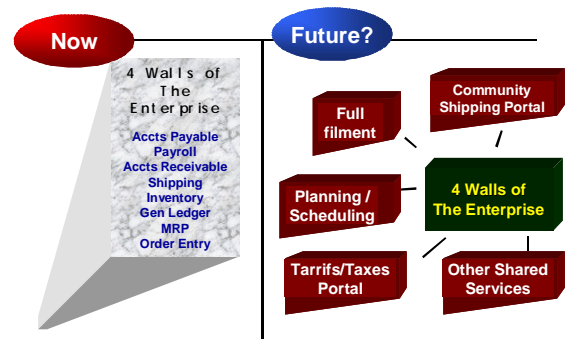 Now
4 Walls of
The
Enterprise
Accts Payable
Payroll
Accts Receivable
Shipping
Inventory
Gen Ledger
MRP
Order Entry
Future?
Full
filment
Community
Shipping Portal
Planning /
Scheduling
4 Walls of
The Enterprise
Tarrifs/Taxes
Portal
Other Shared
Services